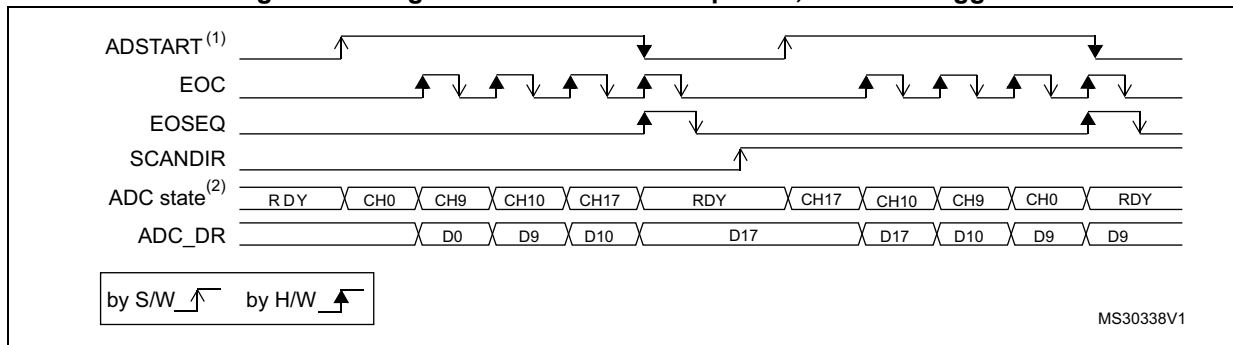 ADSTART(1)
EOC
EOSEQ
SCANDIR
ADC state(2) RDY CH0 CH9 CH10 CH17 RDY CH17 CH10 CH9 CH0 RDY
ADC_DR D0 D9 D10 D17 D17 D10 D9 D9
by S/W by H/W
MS30338V1